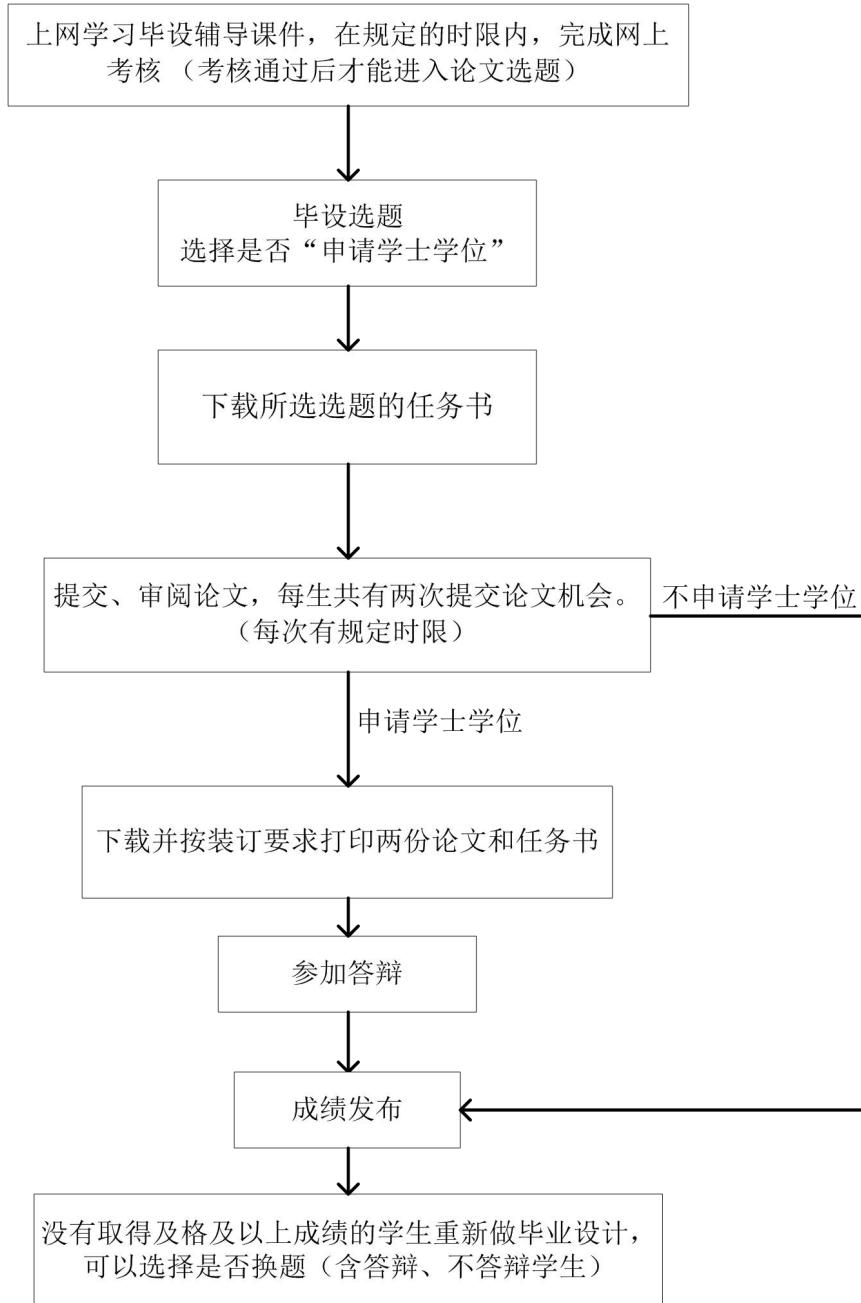 上网学习毕设辅导课件，在规定的时限内，完成网上
考核 （考核通过后才能进入论文选题）
毕设选题
选择是否“申请学士学位”
下载所选选题的任务书
提交、审阅论文，每生共有两次提交论文机会。
（每次有规定时限）
不申请学士学位
申请学士学位
下载并按装订要求打印两份论文和任务书
参加答辩
成绩发布
没有取得及格及以上成绩的学生重新做毕业设计，
可以选择是否换题（含答辩、不答辩学生）